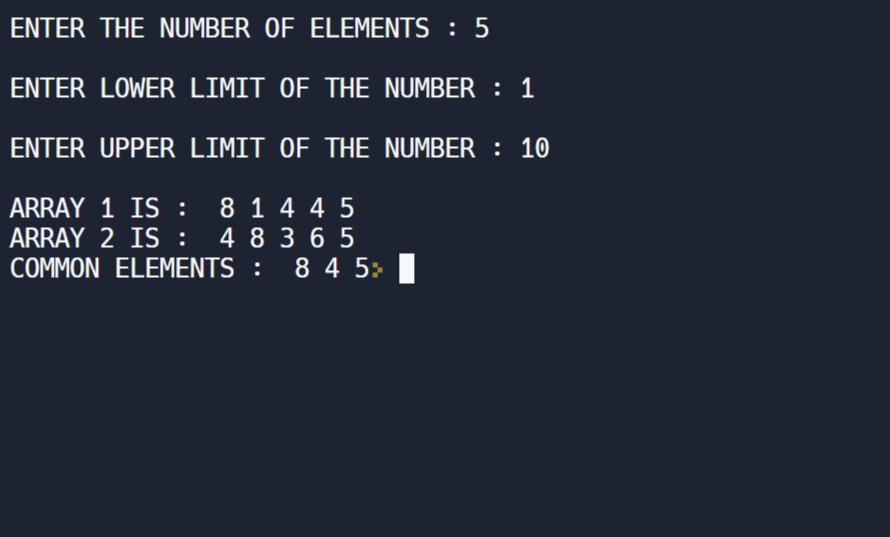 ENTER THE NUMBER OF ELEMENTS : 5
ENTER LOWER LIMIT OF THE NUMBER : 1
ENTER UPPER LIMIT OF THE NUMBER : 10
ARRAY 1 IS :  8 1 4 4 5
ARRAY 2 IS :  4 8 3 6 5
COMMON ELEMENTS :  8 4 5>